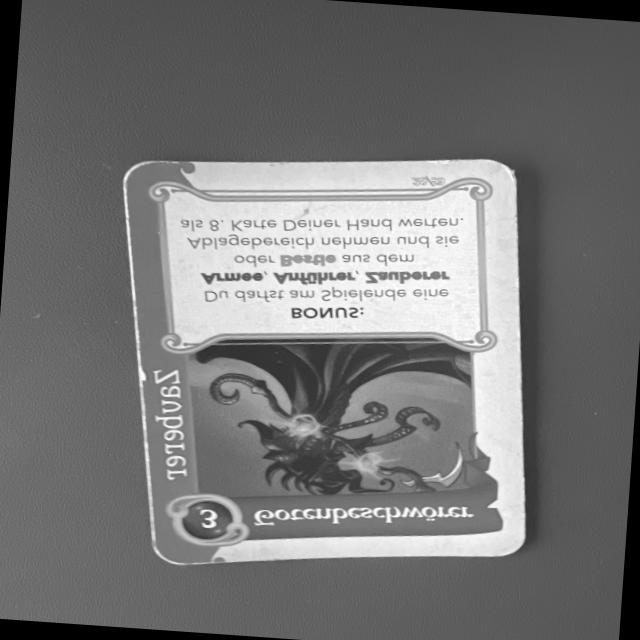 3
Totenbeschwörer
Zauberer
BONUS:
Du darfst am Spielende eine
Armee, Anführer, Zauberer
oder Bestie aus dem
Ablagebereich nehmen und sie
als 8. Karte Deiner Hand werten.